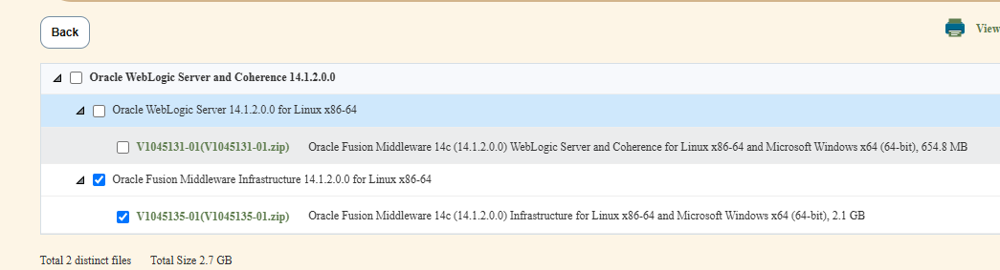 Back
View
Oracle WebLogic Server and Coherence 14.1.2.0.0
Oracle WebLogic Server 14.1.2.0.0 for Linux x86-64
V1045131-01(V1045131-01.zip) Oracle Fusion Middleware 14c (14.1.2.0.0) WebLogic Server and Coherence for Linux x86-64 and Microsoft Windows x64 (64-bit), 654.8 MB
Oracle Fusion Middleware Infrastructure 14.1.2.0.0 for Linux x86-64
V1045135-01(V1045135-01.zip) Oracle Fusion Middleware 14c (14.1.2.0.0) Infrastructure for Linux x86-64 and Microsoft Windows x64 (64-bit), 2.1 GB
Total 2 distinct files Total Size 2.7 GB